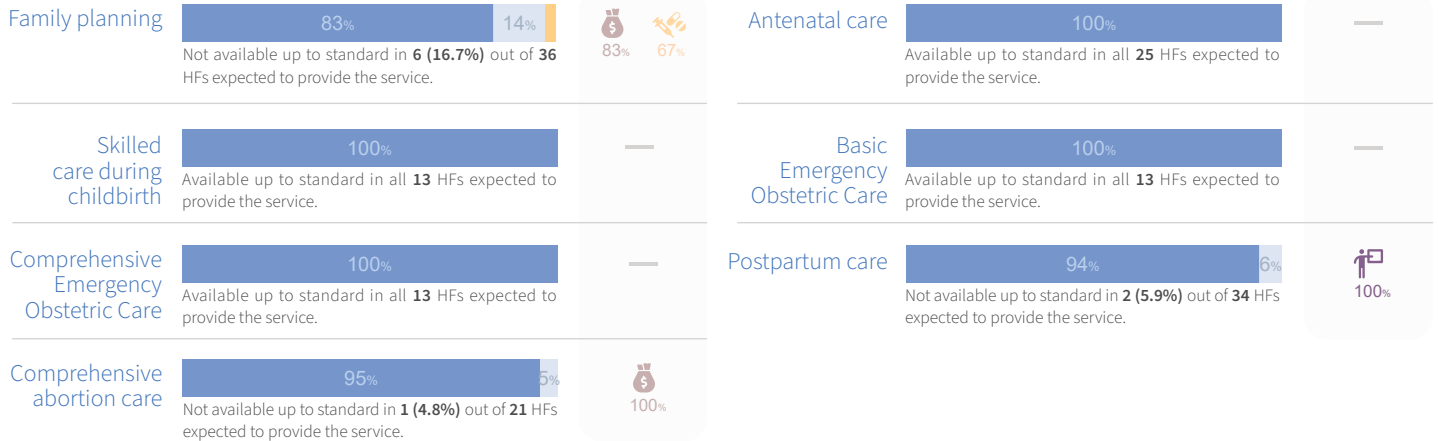 Family planning
83% 14%
83% 67%
Not available up to standard in 6 (16.7%) out of 36
HFs expected to provide the service.
Antenatal care
100%
Available up to standard in all 25 HFs expected to
provide the service.
Skilled
care during
childbirth
100%
Available up to standard in all 13 HFs expected to
provide the service.
Basic
Emergency
Obstetric Care
100%
Available up to standard in all 13 HFs expected to
provide the service.
Comprehensive
Emergency
Obstetric Care
100%
Available up to standard in all 13 HFs expected to
provide the service.
Postpartum care
94% 6%
100%
Not available up to standard in 2 (5.9%) out of 34 HFs
expected to provide the service.
Comprehensive
abortion care
95% 5%
100%
Not available up to standard in 1 (4.8%) out of 21 HFs
expected to provide the service.